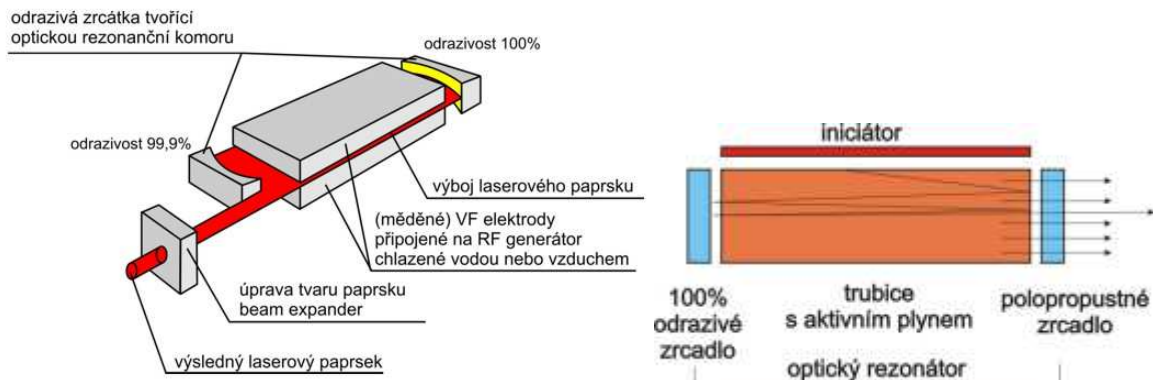 odrazivá zrcátka tvořící
optickou rezonanční komoru
odrazivost 100%
odrazivost 99,9%
výboj laserového paprsku
(měděné) VF elektrody
připojené na RF generátor
chlazené vodou nebo vzduchem
úprava tvaru paprsku
beam expander
výsledný laserový paprsek
iniciátor
100%
odrazivé
zrcadlo
trubice
s aktivním plynem
polopropustné
zrcadlo
optický rezonátor